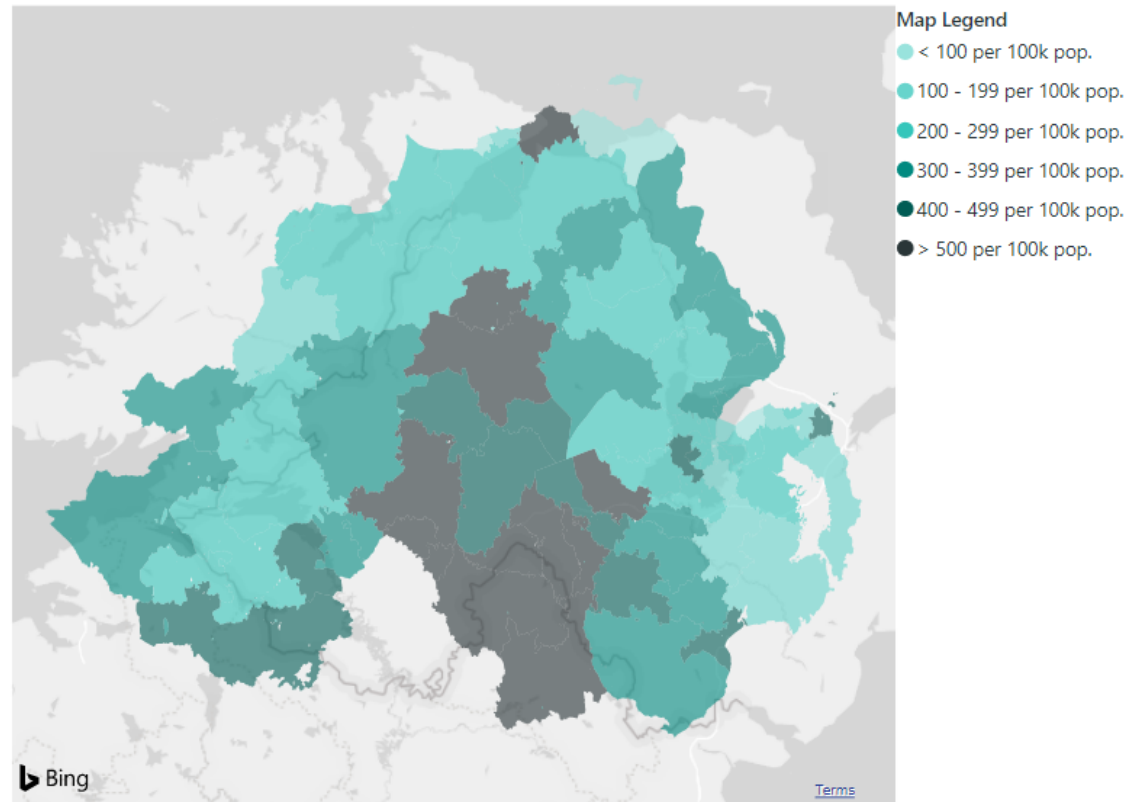 Map Legend
< 100 per 100k pop.
100 - 199 per 100k pop.
200 - 299 per 100k pop.
300 - 399 per 100k pop.
400 - 499 per 100k pop.
> 500 per 100k pop.
Bing
Terms